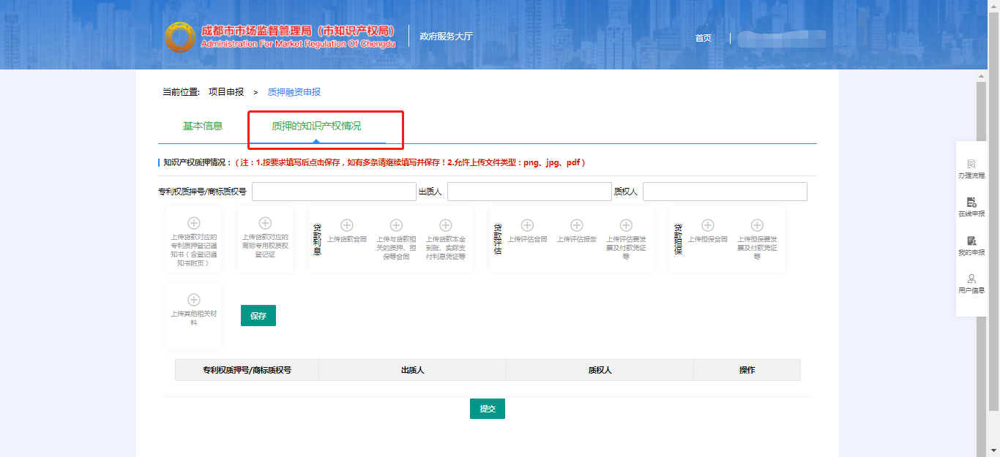 成都市市场监督管理局（市知识产权局）
Administration For Market Regulation Of Chengdu
政府服务大厅
首页
当前位置: 项目申报 > 质押融资申报
基本信息
质押的知识产权情况
知识产权质押情况：（注：1.按要求填写后点击保存，如有多条请继续填写并保存！2.允许上传文件类型：png、jpg、pdf）
专利权质押号/商标质权号
出质人
质权人
上传贷款对应的
专利质押登记通
知书（含登记通
知书附页）
上传贷款对应的
商标专用权质权
登记证
贷款利息
上传贷款合同
上传与贷款相
关的质押、担
保等合同
上传贷款本金
到账、实际支
付利息凭证等
贷款评估
上传评估合同
上传评估报告
上传评估费发
票及付款凭证
等
贷款担保
上传担保合同
上传担保费发
票及付款凭证
等
上传其他相关材
料
保存
专利权质押号/商标质权号
出质人
质权人
操作
提交
办理流程
在线申报
我的申报
用户信息